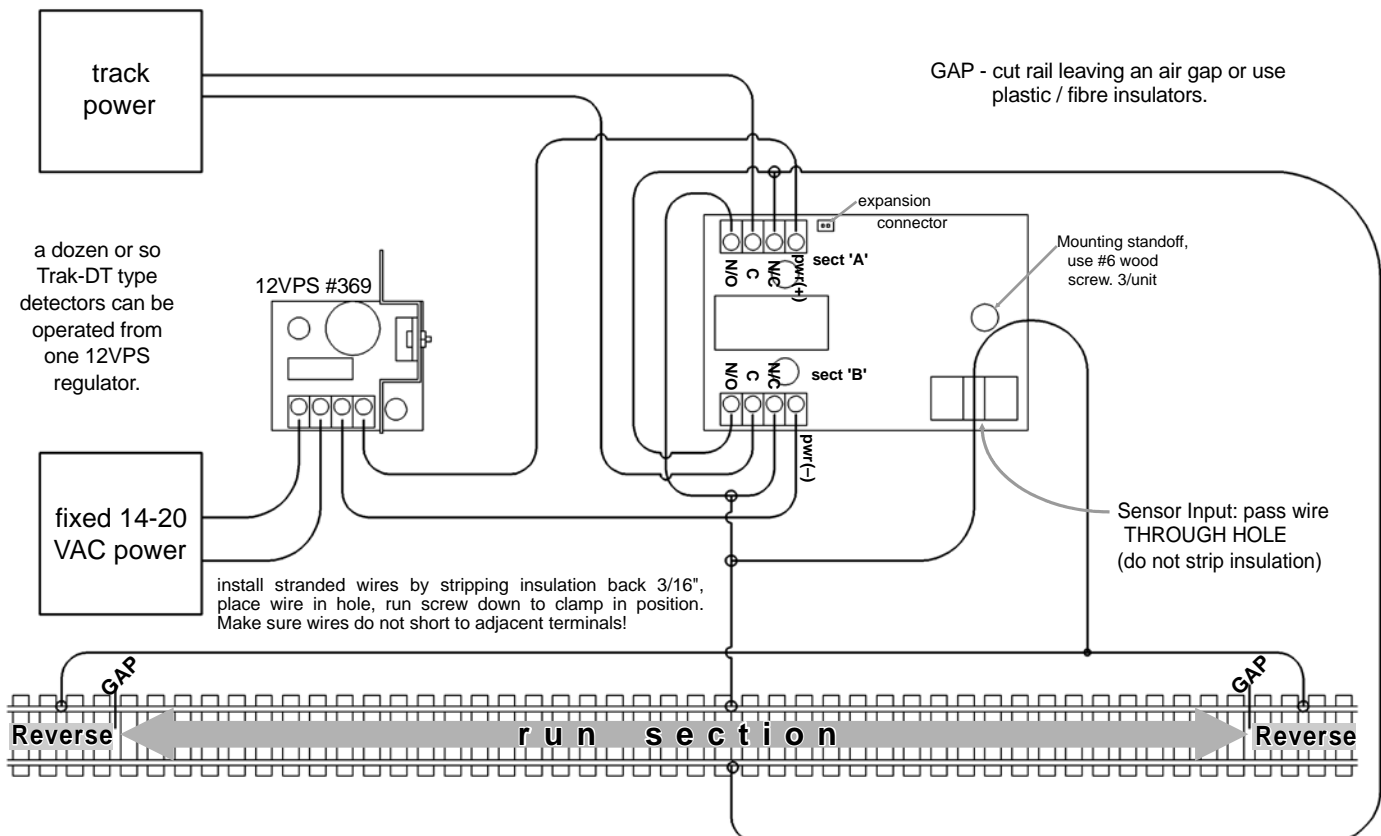 track
power
GAP - cut rail leaving an air gap or use
plastic / fibre insulators.
a dozen or so
Trak-DT type
detectors can be
operated from
one 12VPS
regulator.
12VPS #369
expansion
connector
Mounting standoff,
use #6 wood
screw. 3/unit
N/O
C
N/C
pwr(+)
sect 'A'
sect 'B'
N/O
C
N/C
pwr(–)
fixed 14-20
VAC power
Sensor Input: pass wire
THROUGH HOLE
(do not strip insulation)
install stranded wires by stripping insulation back 3/16",
place wire in hole, run screw down to clamp in position.
Make sure wires do not short to adjacent terminals!
GAP
GAP
Reverse
run section
Reverse